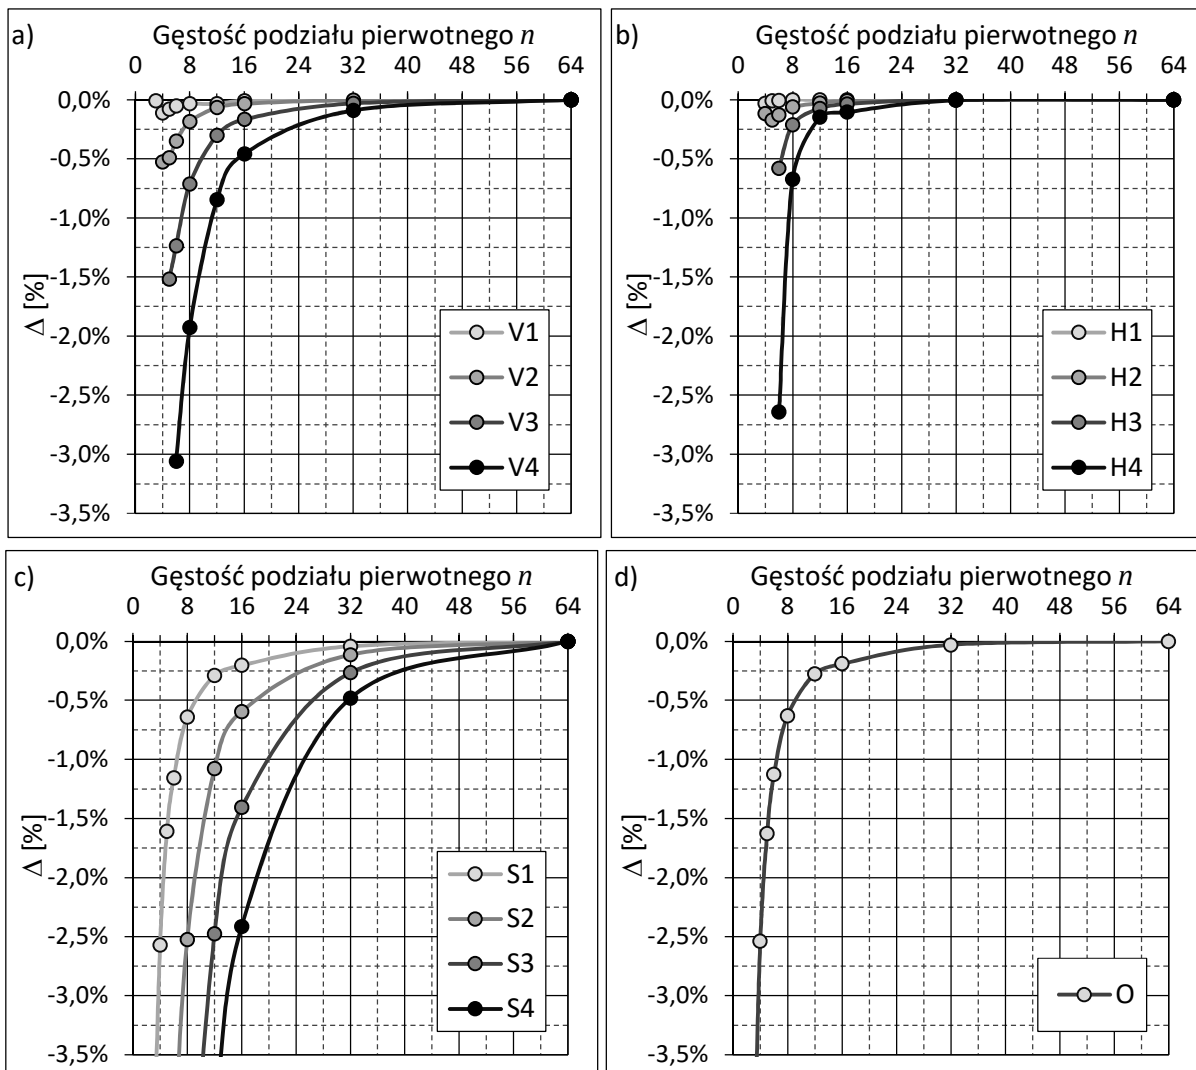 a) Gęstość podziału pierwotnego n
0 8 16 24 32 40 48 56 64
0,0%
-0,5%
-1,0%
-1,5%
-2,0%
-2,5%
-3,0%
-3,5%
Δ [%]
V1
V2
V3
V4
b) Gęstość podziału pierwotnego n
0 8 16 24 32 40 48 56 64
0,0%
-0,5%
-1,0%
-1,5%
-2,0%
-2,5%
-3,0%
-3,5%
Δ [%]
H1
H2
H3
H4
c) Gęstość podziału pierwotnego n
0 8 16 24 32 40 48 56 64
0,0%
-0,5%
-1,0%
-1,5%
-2,0%
-2,5%
-3,0%
-3,5%
Δ [%]
S1
S2
S3
S4
d) Gęstość podziału pierwotnego n
0 8 16 24 32 40 48 56 64
0,0%
-0,5%
-1,0%
-1,5%
-2,0%
-2,5%
-3,0%
-3,5%
Δ [%]
O